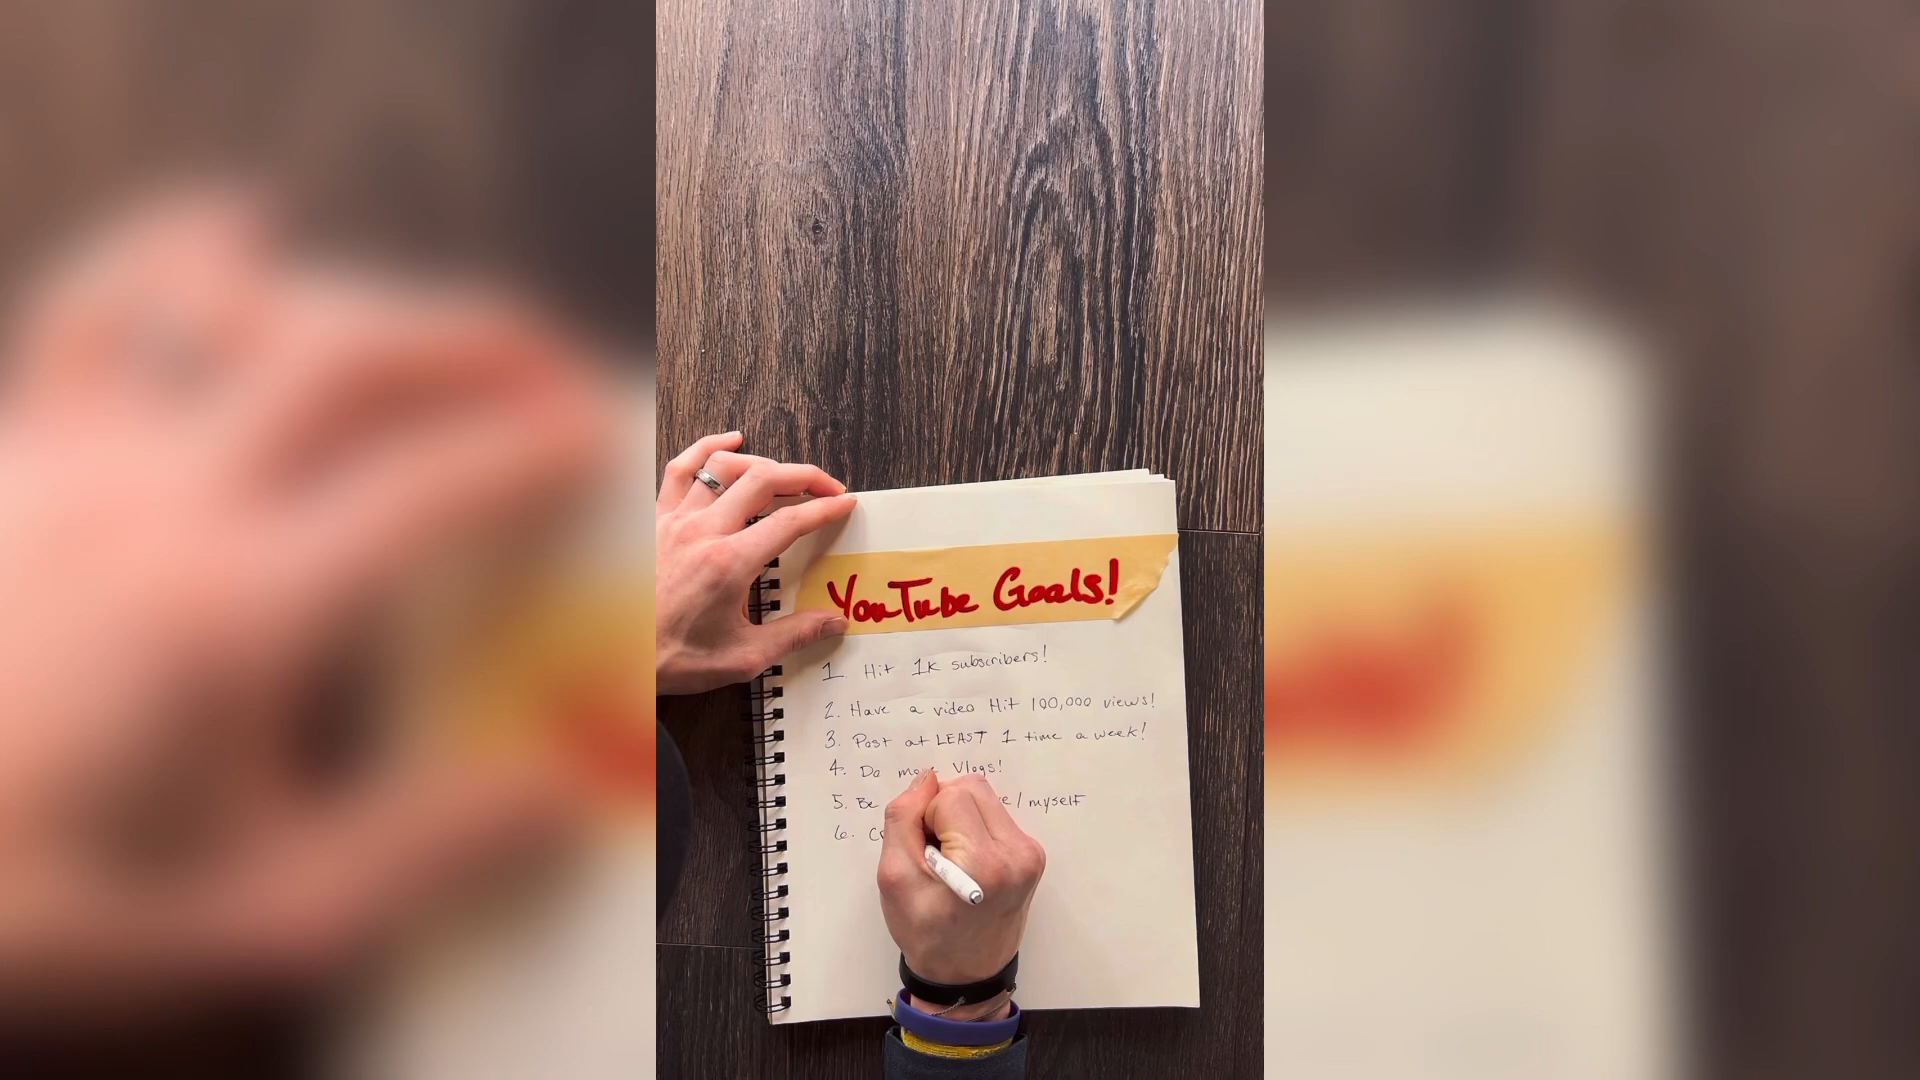 YouTube Goals!
1 Hit 1k subscribers!
2. Have a video Hit 100,000 views!
3. Post at LEAST 1 time a week!
4. Do more Vlogs!
5. Be / myself
6.